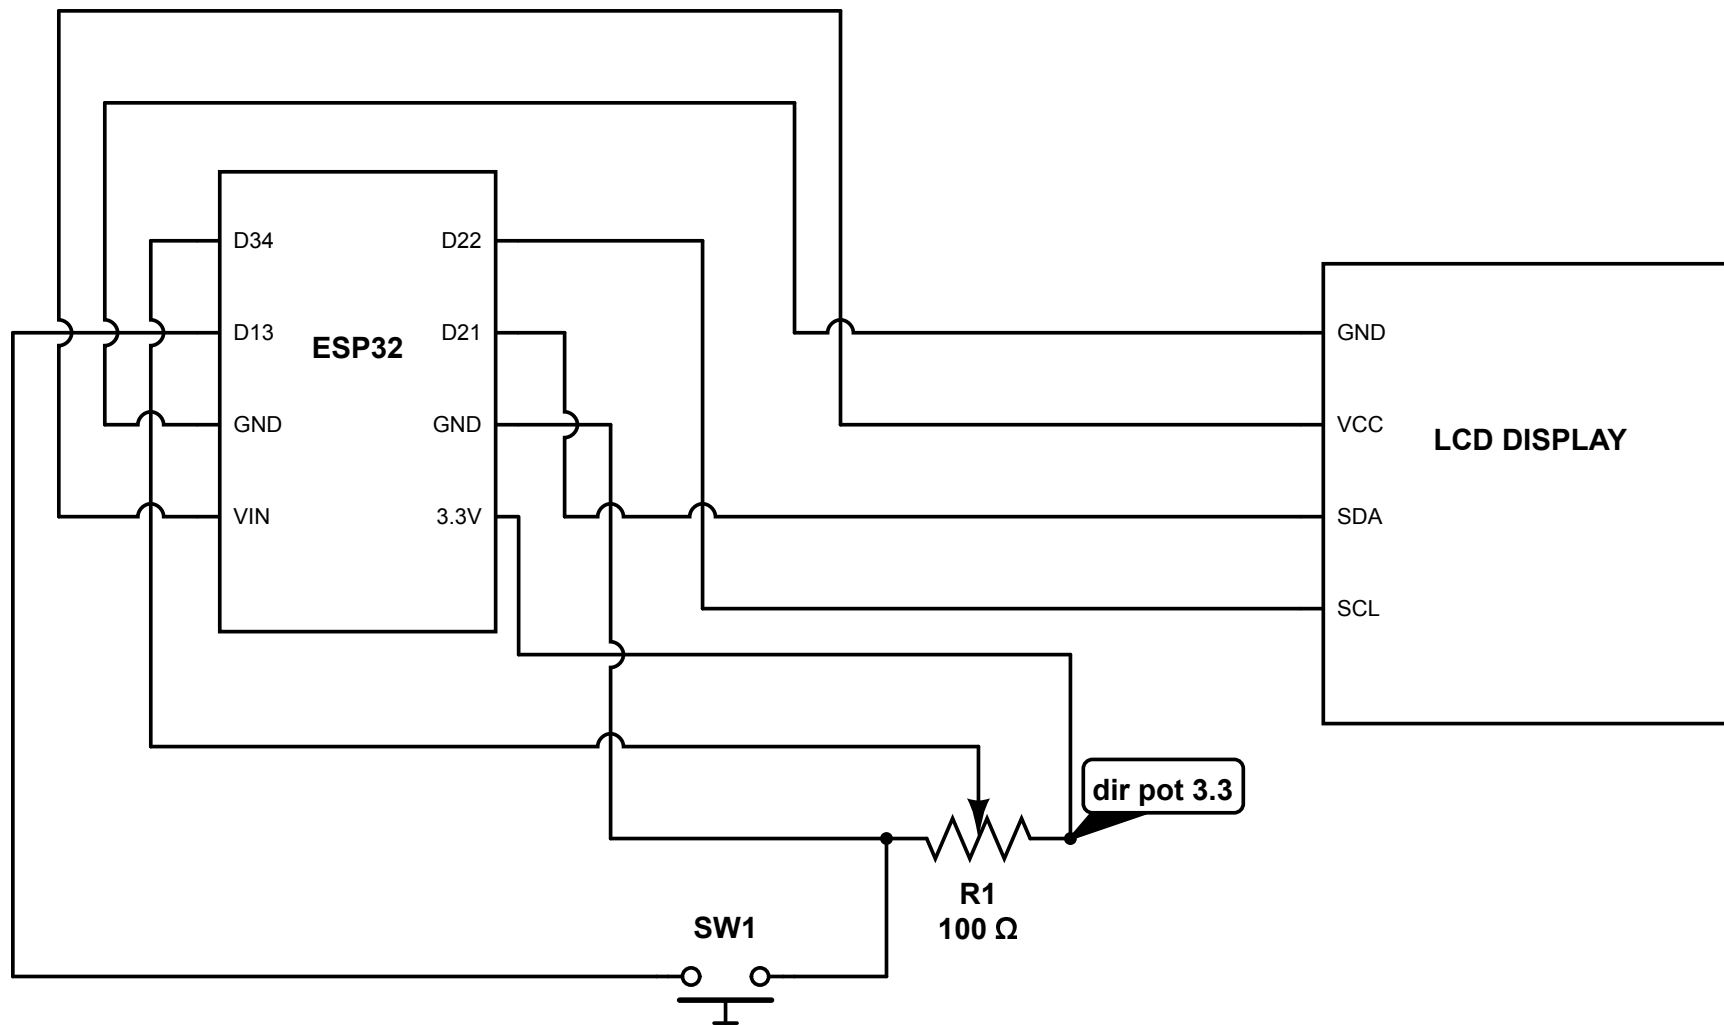 D34
D22
D13
D21
ESP32
GND
GND
VIN
3.3V
GND
VCC
LCD DISPLAY
SDA
SCL
dir pot 3.3
R1
100 Ω
SW1